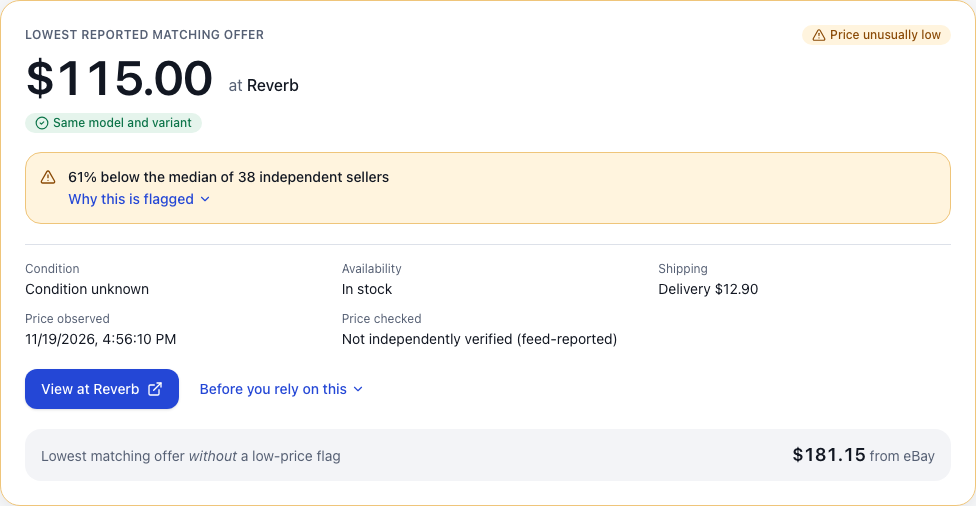 LOWEST REPORTED MATCHING OFFER
Price unusually low
$115.00 at Reverb
Same model and variant
61% below the median of 38 independent sellers
Why this is flagged
Condition
Condition unknown
Availability
In stock
Shipping
Delivery $12.90
Price observed
11/19/2026, 4:56:10 PM
Price checked
Not independently verified (feed-reported)
View at Reverb
Before you rely on this
Lowest matching offer without a low-price flag
$181.15 from eBay